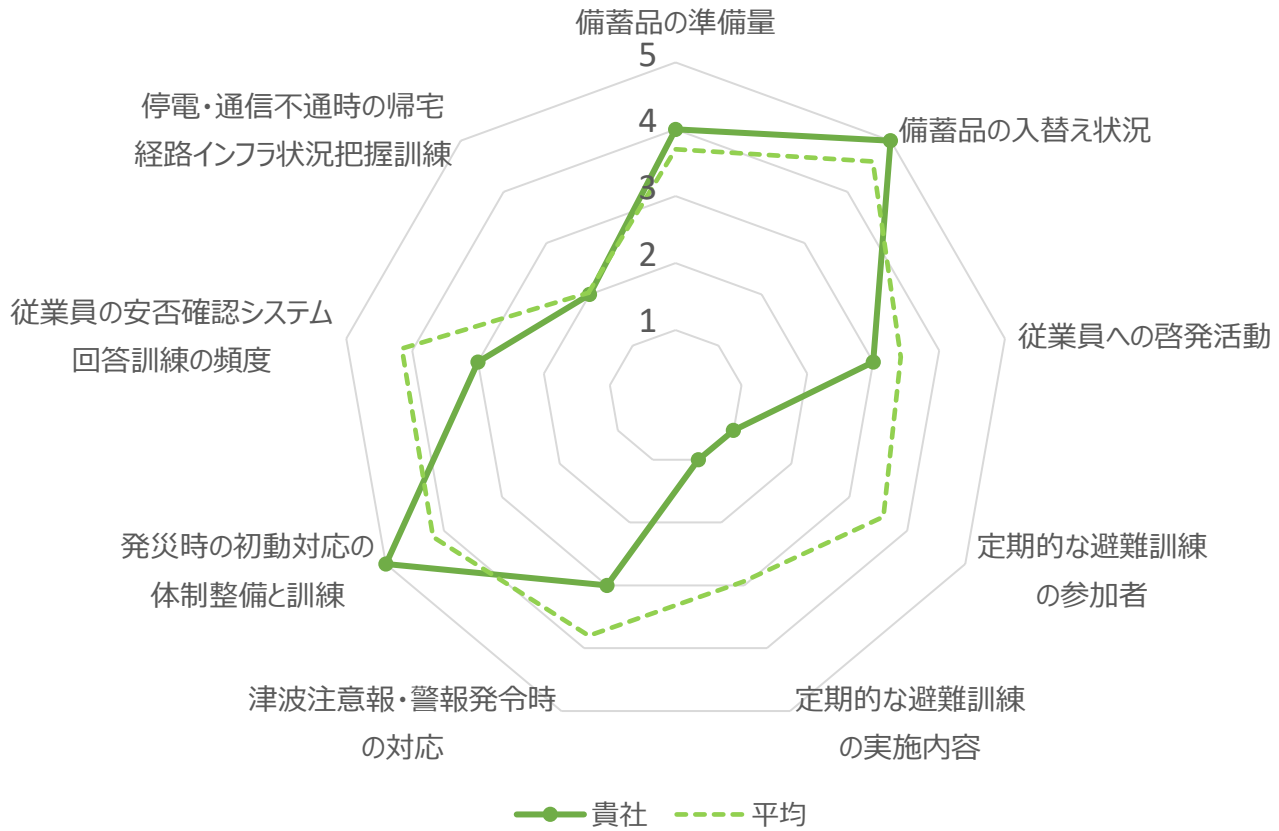 備蓄品の準備量
5
4
3
2
1
備蓄品の入替え状況
従業員への啓発活動
定期的な避難訓練
の参加者
定期的な避難訓練
の実施内容
津波注意報・警報発令時
の対応
発災時の初動対応の
体制整備と訓練
従業員の安否確認システム
回答訓練の頻度
停電・通信不通時の帰宅
経路インフラ状況把握訓練
貴社
平均